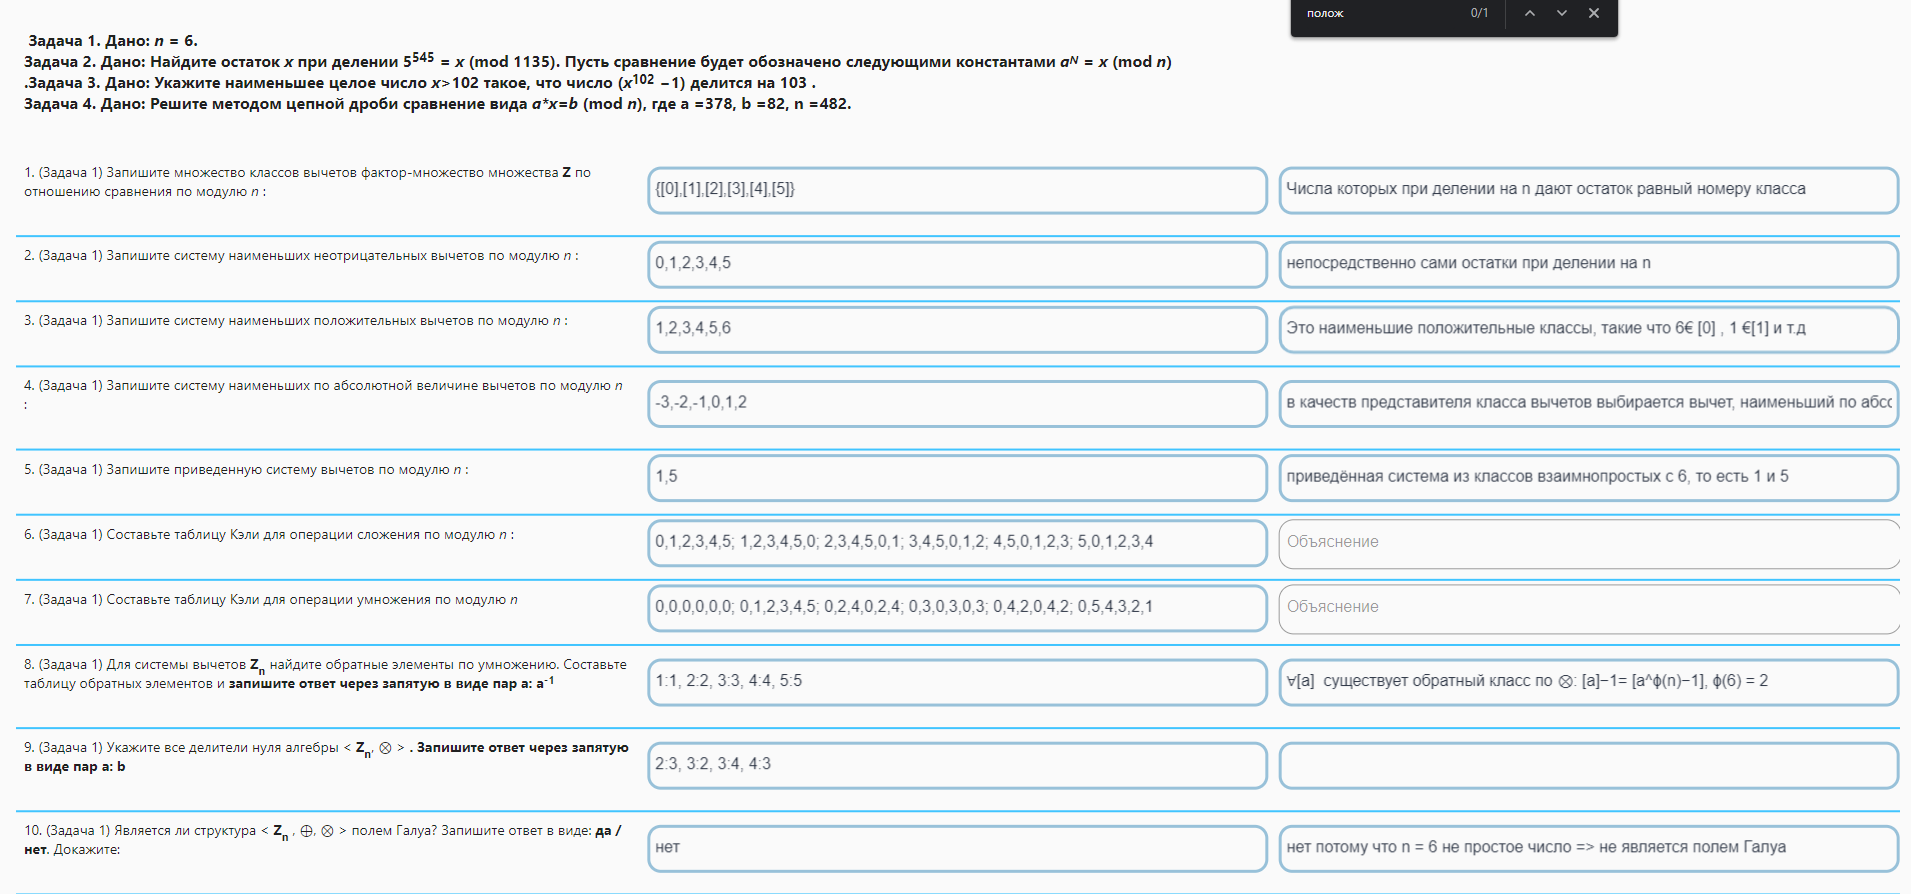 полож 0/1
Задача 1. Дано: n = 6.
Задача 2. Дано: Найдите остаток x при делении 5^545 = x (mod 1135). Пусть сравнение будет обозначено следующими константами a^N = x (mod n)
.Задача 3. Дано: Укажите наименьшее целое число x>102 такое, что число (x^102 −1) делится на 103 .
Задача 4. Дано: Решите методом цепной дроби сравнение вида a*x=b (mod n), где a =378, b =82, n =482.
1. (Задача 1) Запишите множество классов вычетов фактор-множество множества Z по
отношению сравнения по модулю n :
{[0],[1],[2],[3],[4],[5]}
Числа которых при делении на n дают остаток равный номеру класса
2. (Задача 1) Запишите систему наименьших неотрицательных вычетов по модулю n :
0,1,2,3,4,5
непосредственно сами остатки при делении на n
3. (Задача 1) Запишите систему наименьших положительных вычетов по модулю n :
1,2,3,4,5,6
Это наименьшие положительные классы, такие что 6€ [0] , 1 €[1] и т.д
4. (Задача 1) Запишите систему наименьших по абсолютной величине вычетов по модулю n
:
-3,-2,-1,0,1,2
в качеств представителя класса вычетов выбирается вычет, наименьший по абсс
5. (Задача 1) Запишите приведенную систему вычетов по модулю n :
1,5
приведённая система из классов взаимнопростых с 6, то есть 1 и 5
6. (Задача 1) Составьте таблицу Кэли для операции сложения по модулю n :
0,1,2,3,4,5; 1,2,3,4,5,0; 2,3,4,5,0,1; 3,4,5,0,1,2; 4,5,0,1,2,3; 5,0,1,2,3,4
Объяснение
7. (Задача 1) Составьте таблицу Кэли для операции умножения по модулю n
0,0,0,0,0,0; 0,1,2,3,4,5; 0,2,4,0,2,4; 0,3,0,3,0,3; 0,4,2,0,4,2; 0,5,4,3,2,1
Объяснение
8. (Задача 1) Для системы вычетов Zn найдите обратные элементы по умножению. Составьте
таблицу обратных элементов и запишите ответ через запятую в виде пар a: a^-1
1:1, 2:2, 3:3, 4:4, 5:5
∀[a] существует обратный класс по ⊗: [a]−1= [a^ϕ(n)−1], ϕ(6) = 2
9. (Задача 1) Укажите все делители нуля алгебры < Zn, ⊗ > . Запишите ответ через запятую
в виде пар a: b
2:3, 3:2, 3:4, 4:3
10. (Задача 1) Является ли структура < Zn , ⊕, ⊗ > полем Галуа? Запишите ответ в виде: да /
нет. Докажите:
нет
нет потому что n = 6 не простое число => не является полем Галуа